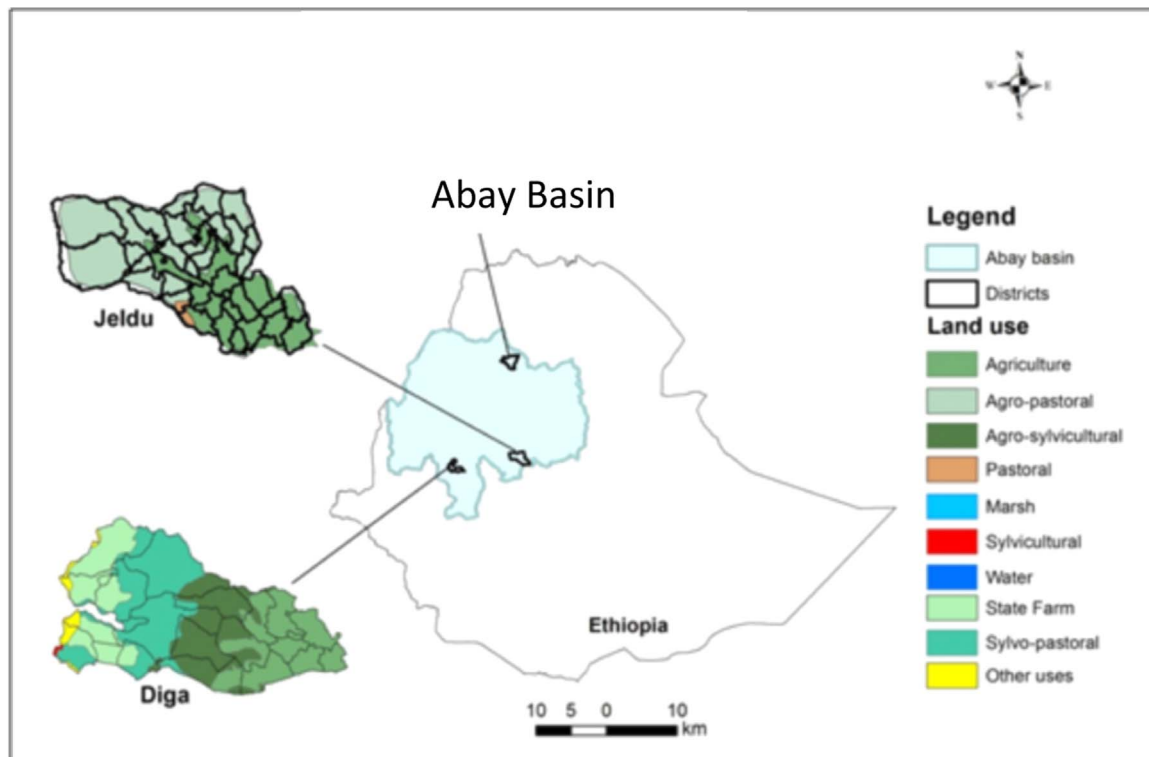 N
W E
S
Abay Basin
Jeldu
Diga
Ethiopia
10 5 0 10
km
Legend
Abay basin
Districts
Land use
Agriculture
Agro-pastoral
Agro-sylvicultural
Pastoral
Marsh
Sylvicultural
Water
State Farm
Sylvo-pastoral
Other uses